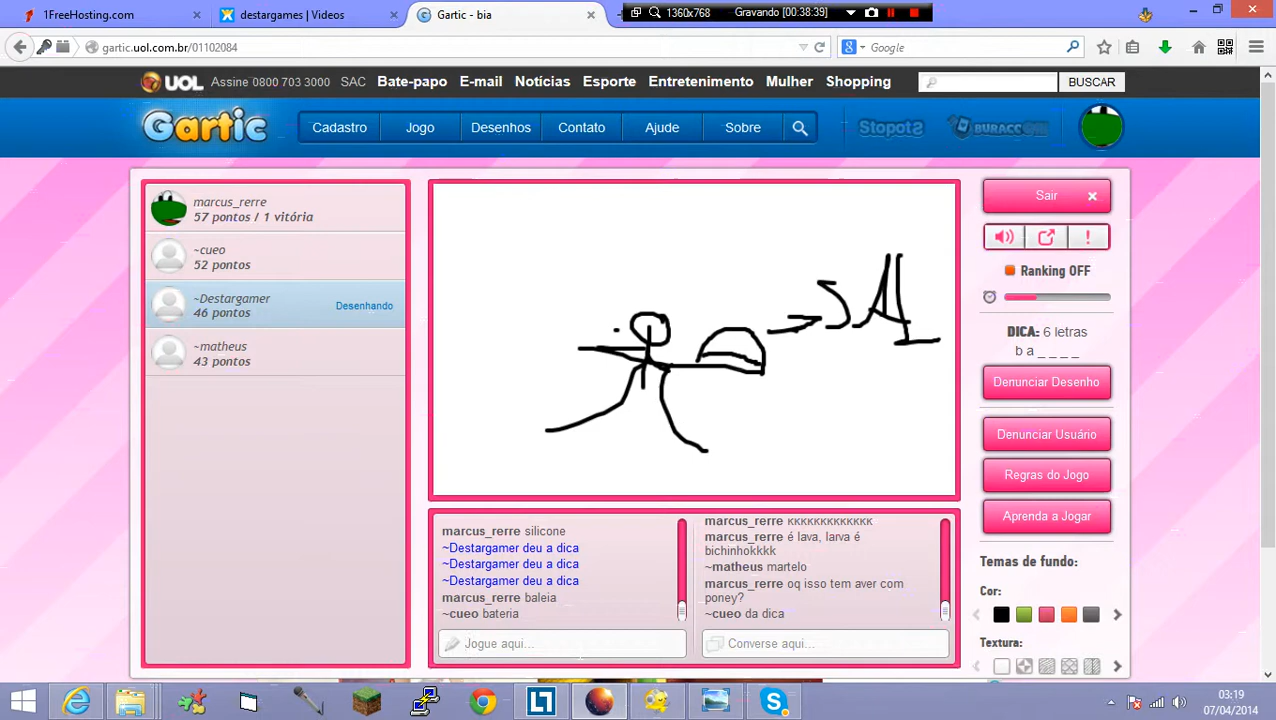 1FreeHosting.com
destargames | Videos
Gartic - bia
1360x768
Gravando [00:38:39]
gartic.uol.com.br/01102084
Google
UOL
Assine 0800 703 3000
SAC
Bate-papo
E-mail
Notícias
Esporte
Entretenimento
Mulher
Shopping
BUSCAR
Gartic
Cadastro
Jogo
Desenhos
Contato
Ajude
Sobre
StopotS
marcus_rerre
57 pontos / 1 vitória
~cueo
52 pontos
~Destargamer
46 pontos
Desenhando
~matheus
43 pontos
Sair
Ranking OFF
DICA: 6 letras
b a _ _ _ _
Denunciar Desenho
Denunciar Usuário
Regras do Jogo
Aprenda a Jogar
Temas de fundo:
Cor:
Textura:
marcus_rerre silicone
~Destargamer deu a dica
~Destargamer deu a dica
~Destargamer deu a dica
marcus_rerre baleia
~cueo bateria
Jogue aqui...
marcus_rerre kkkkkkkkkkkkk
marcus_rerre é lava, larva é
bichinhokkkk
~matheus martelo
marcus_rerre oq isso tem aver com
poney?
~cueo da dica
Converse aqui...
03:19
07/04/2014